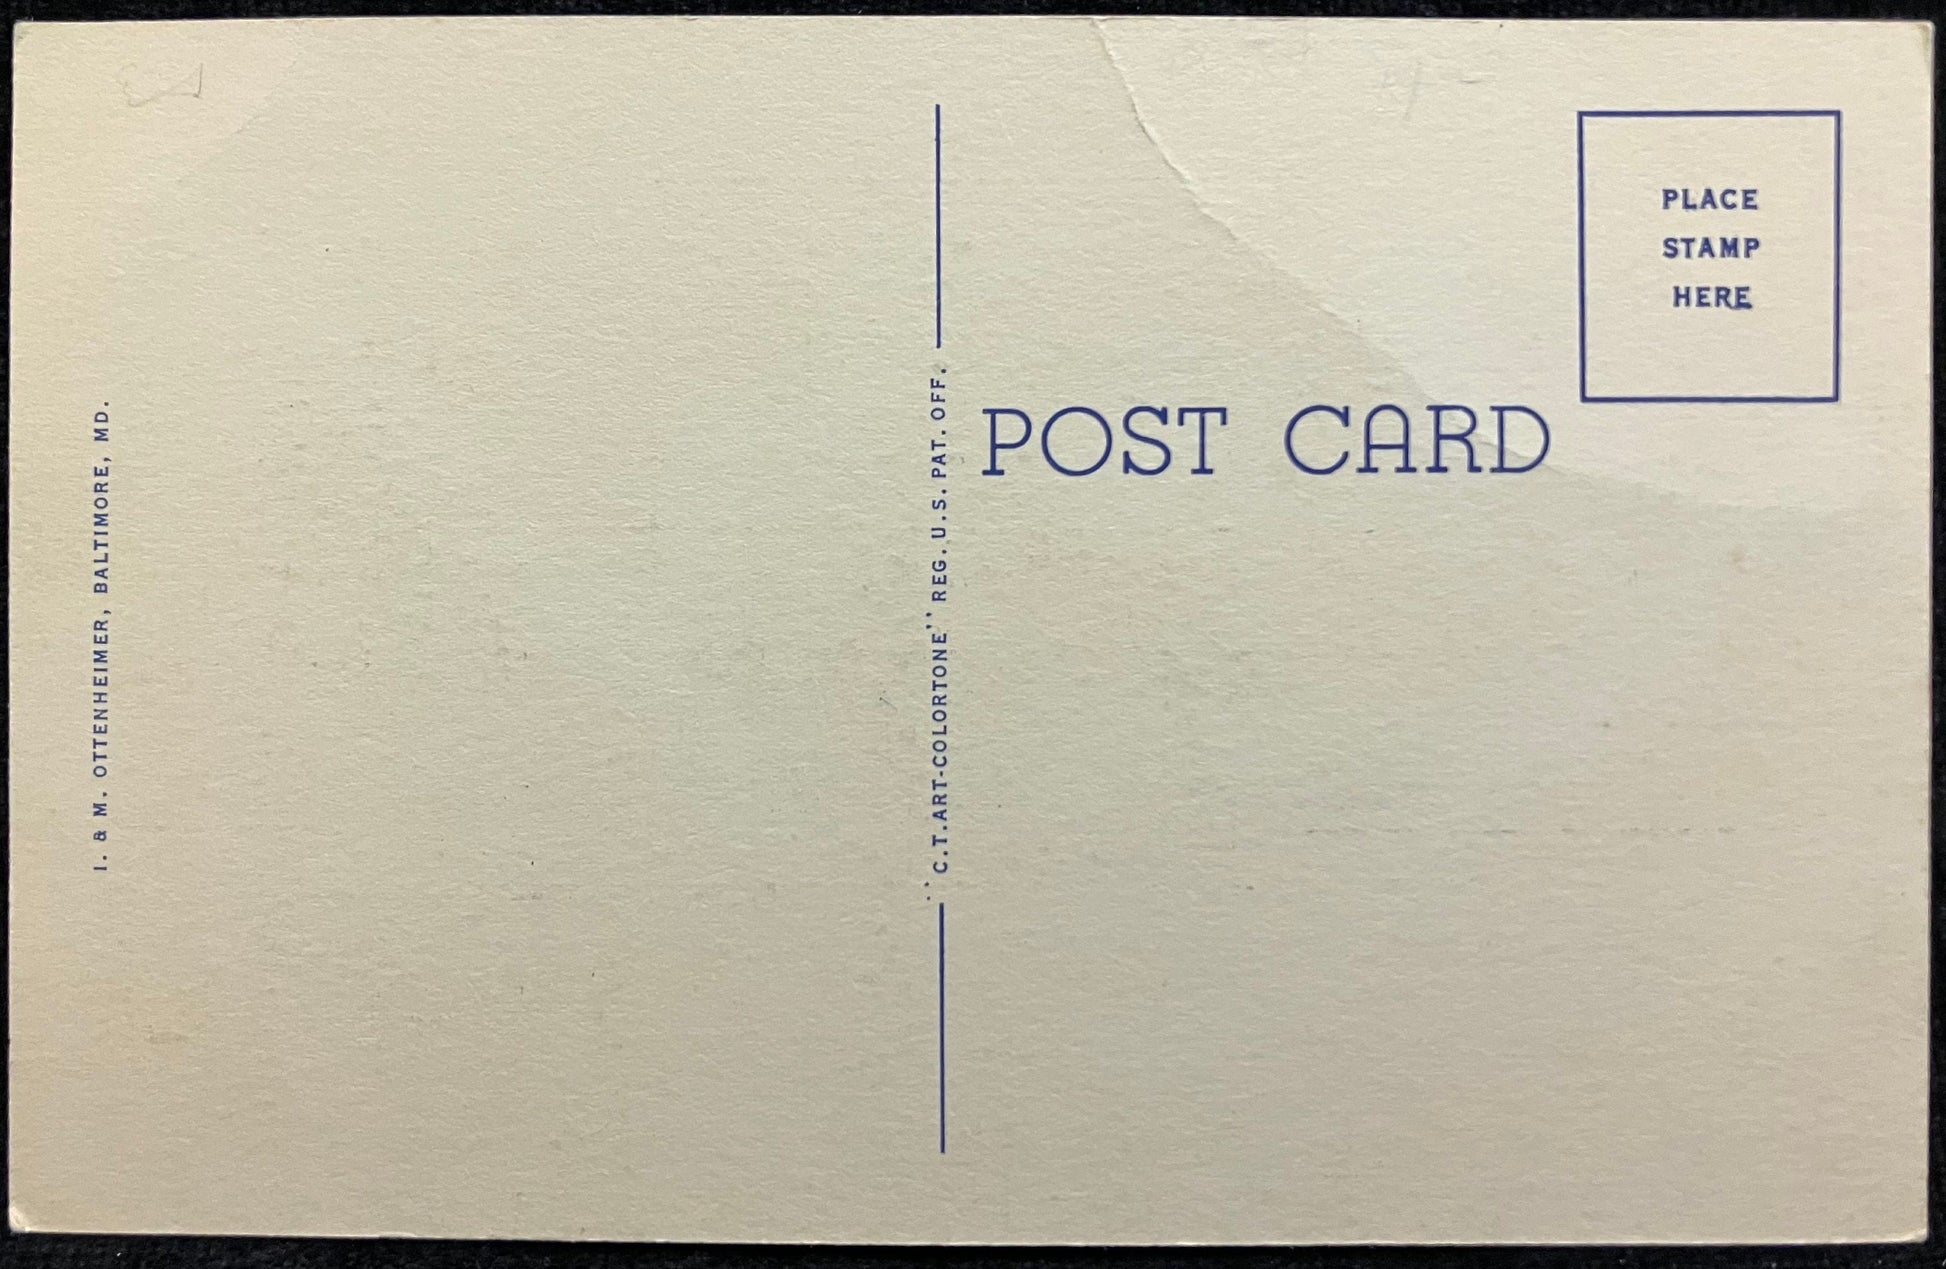 I. & M. OTTENHEIMER, BALTIMORE, MD.
"C.T.ART-COLORTONE" REG. U.S. PAT. OFF.
POST CARD
PLACE
STAMP
HERE